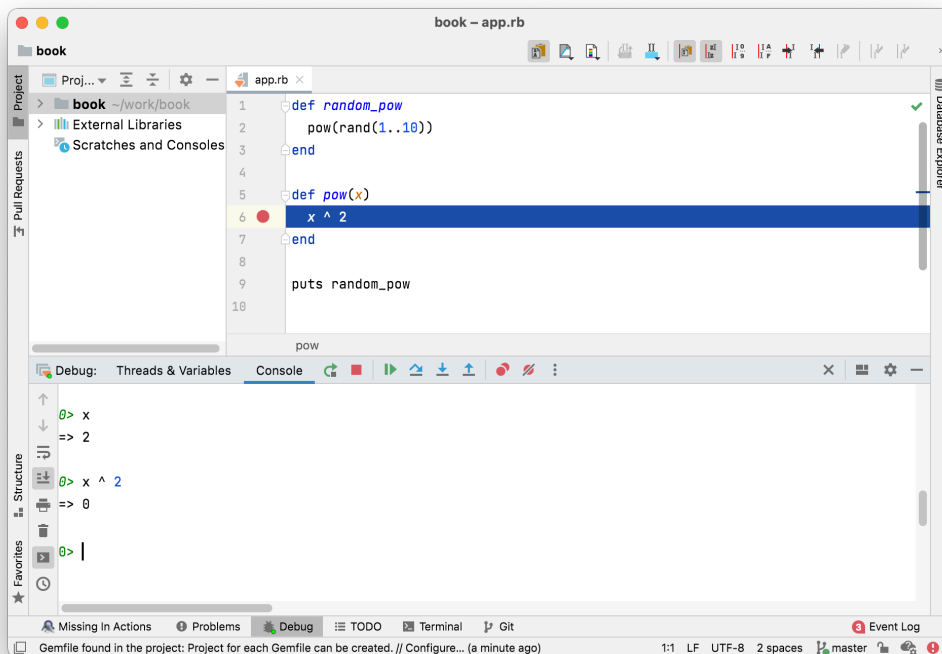 book – app.rb
book
Project
Pull Requests
Structure
Favorites
Proj...
book ~/work/book
External Libraries
Scratches and Consoles
app.rb
1 def random_pow
2 pow(rand(1..10))
3 end
4
5 def pow(x)
6 x ^ 2
7 end
8
9 puts random_pow
10
pow
Database Explorer
Debug: Threads & Variables Console
0> x
=> 2
0> x ^ 2
=> 0
0>
Missing In Actions Problems Debug TODO Terminal Git 3 Event Log
Gemfile found in the project: Project for each Gemfile can be created. // Configure... (a minute ago) 1:1 LF UTF-8 2 spaces master